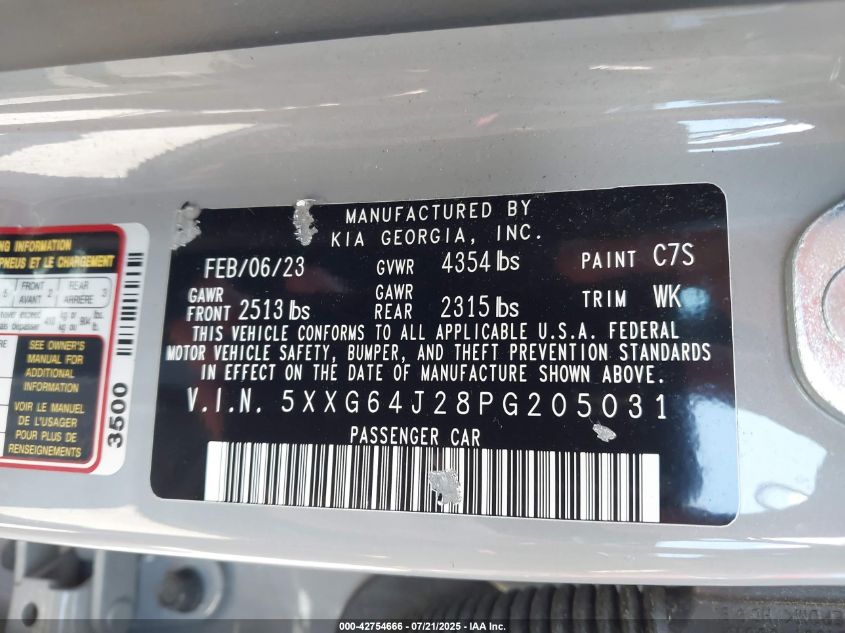 MANUFACTURED BY
KIA GEORGIA, INC.
FEB/06/23 GVWR 4354 lbs PAINT C7S
GAWR FRONT 2513 lbs GAWR REAR 2315 lbs TRIM WK
THIS VEHICLE CONFORMS TO ALL APPLICABLE U.S.A. FEDERAL
MOTOR VEHICLE SAFETY, BUMPER, AND THEFT PREVENTION STANDARDS
IN EFFECT ON THE DATE OF MANUFACTURE SHOWN ABOVE.
V.I.N. 5XXG64J28PG205031
PASSENGER CAR
INFORMATION
PNEUS ET LE CHARGEMENT
FRONT 2 REAR 3
AVANT ARRIÈRE
SEE OWNER'S
MANUAL FOR
ADDITIONAL
INFORMATION
VOIR LE MANUEL
DE L'USAGER
POUR PLUS DE
RENSEIGNEMENTS
3500
000-42754666 - 07/21/2025 - IAA Inc.